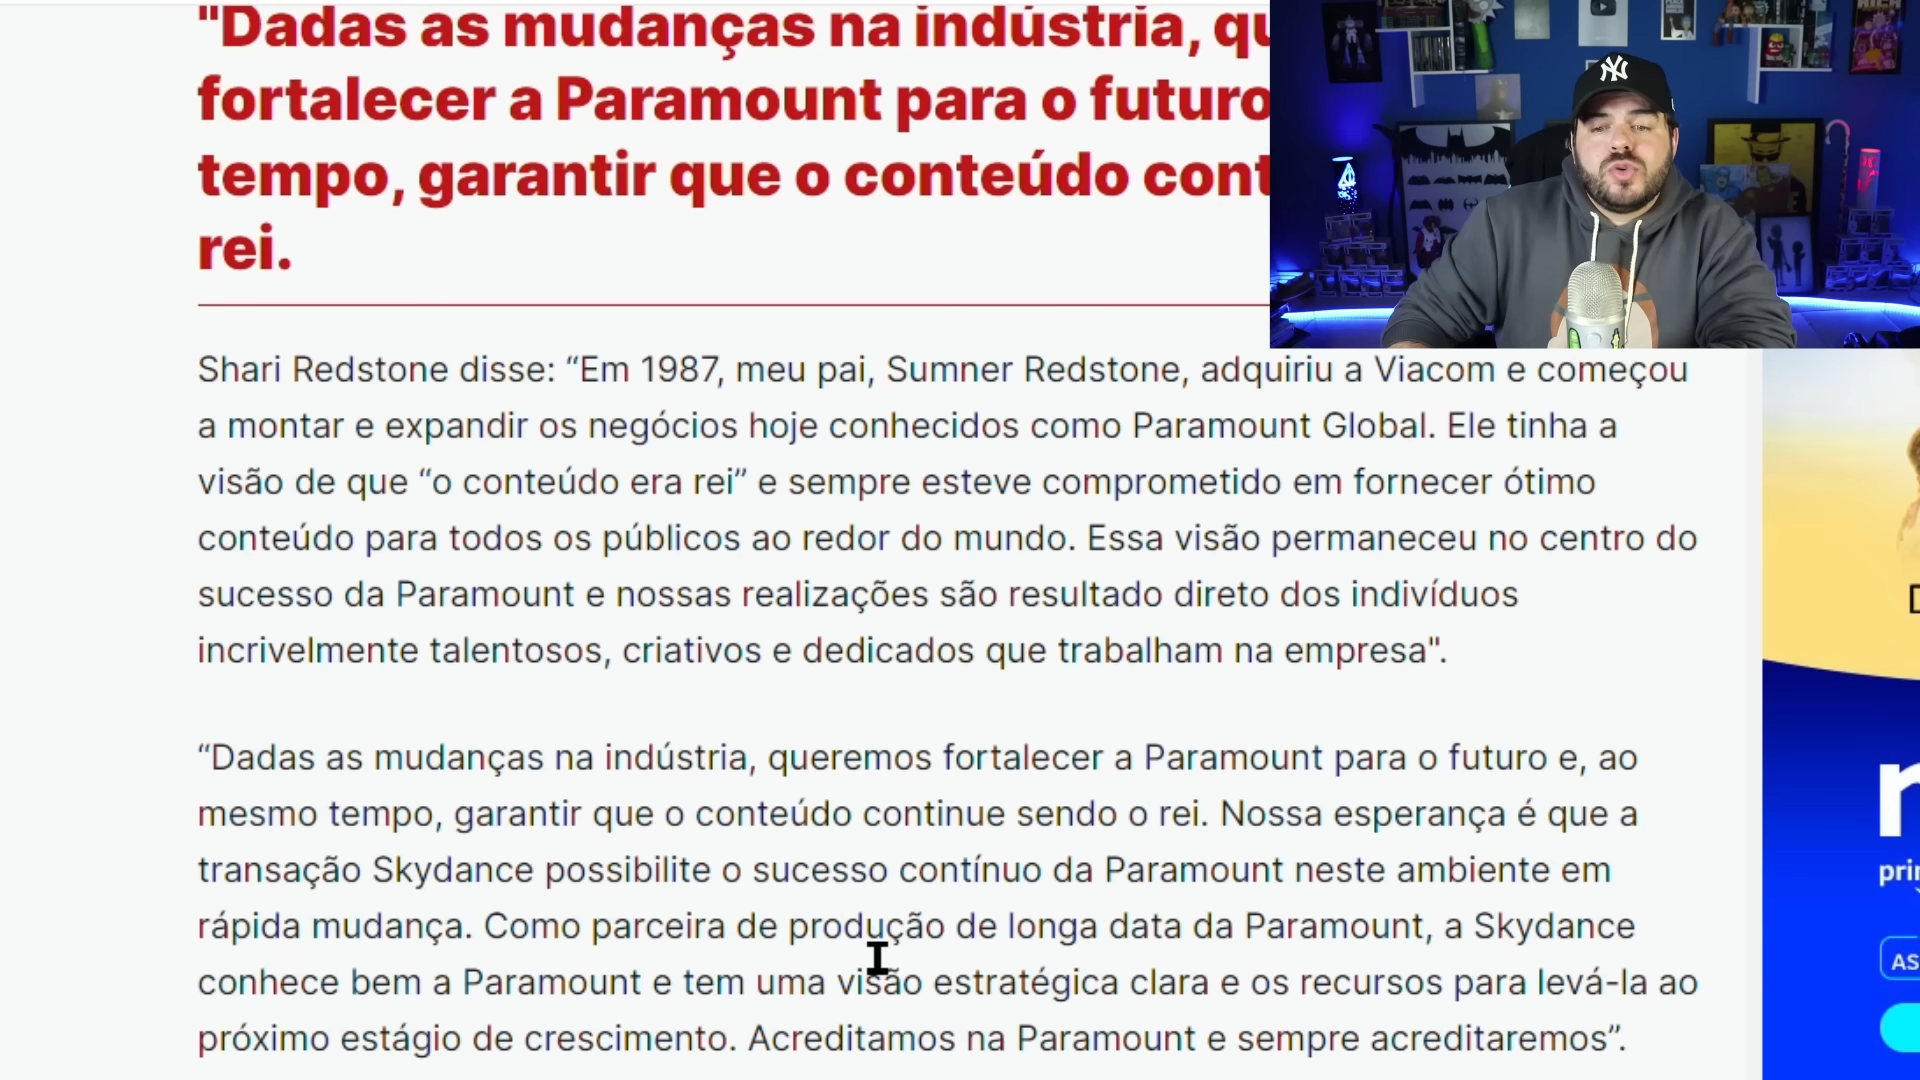 "Dadas as mudanças na indústria, qu
fortalecer a Paramount para o futuro
tempo, garantir que o conteúdo cont
rei.
Shari Redstone disse: “Em 1987, meu pai, Sumner Redstone, adquiriu a Viacom e começou
a montar e expandir os negócios hoje conhecidos como Paramount Global. Ele tinha a
visão de que “o conteúdo era rei” e sempre esteve comprometido em fornecer ótimo
conteúdo para todos os públicos ao redor do mundo. Essa visão permaneceu no centro do
sucesso da Paramount e nossas realizações são resultado direto dos indivíduos
incrivelmente talentosos, criativos e dedicados que trabalham na empresa".
“Dadas as mudanças na indústria, queremos fortalecer a Paramount para o futuro e, ao
mesmo tempo, garantir que o conteúdo continue sendo o rei. Nossa esperança é que a
transação Skydance possibilite o sucesso contínuo da Paramount neste ambiente em
rápida mudança. Como parceira de produção de longa data da Paramount, a Skydance
conhece bem a Paramount e tem uma visão estratégica clara e os recursos para levá-la ao
próximo estágio de crescimento. Acreditamos na Paramount e sempre acreditaremos”.
NY
pri
AS